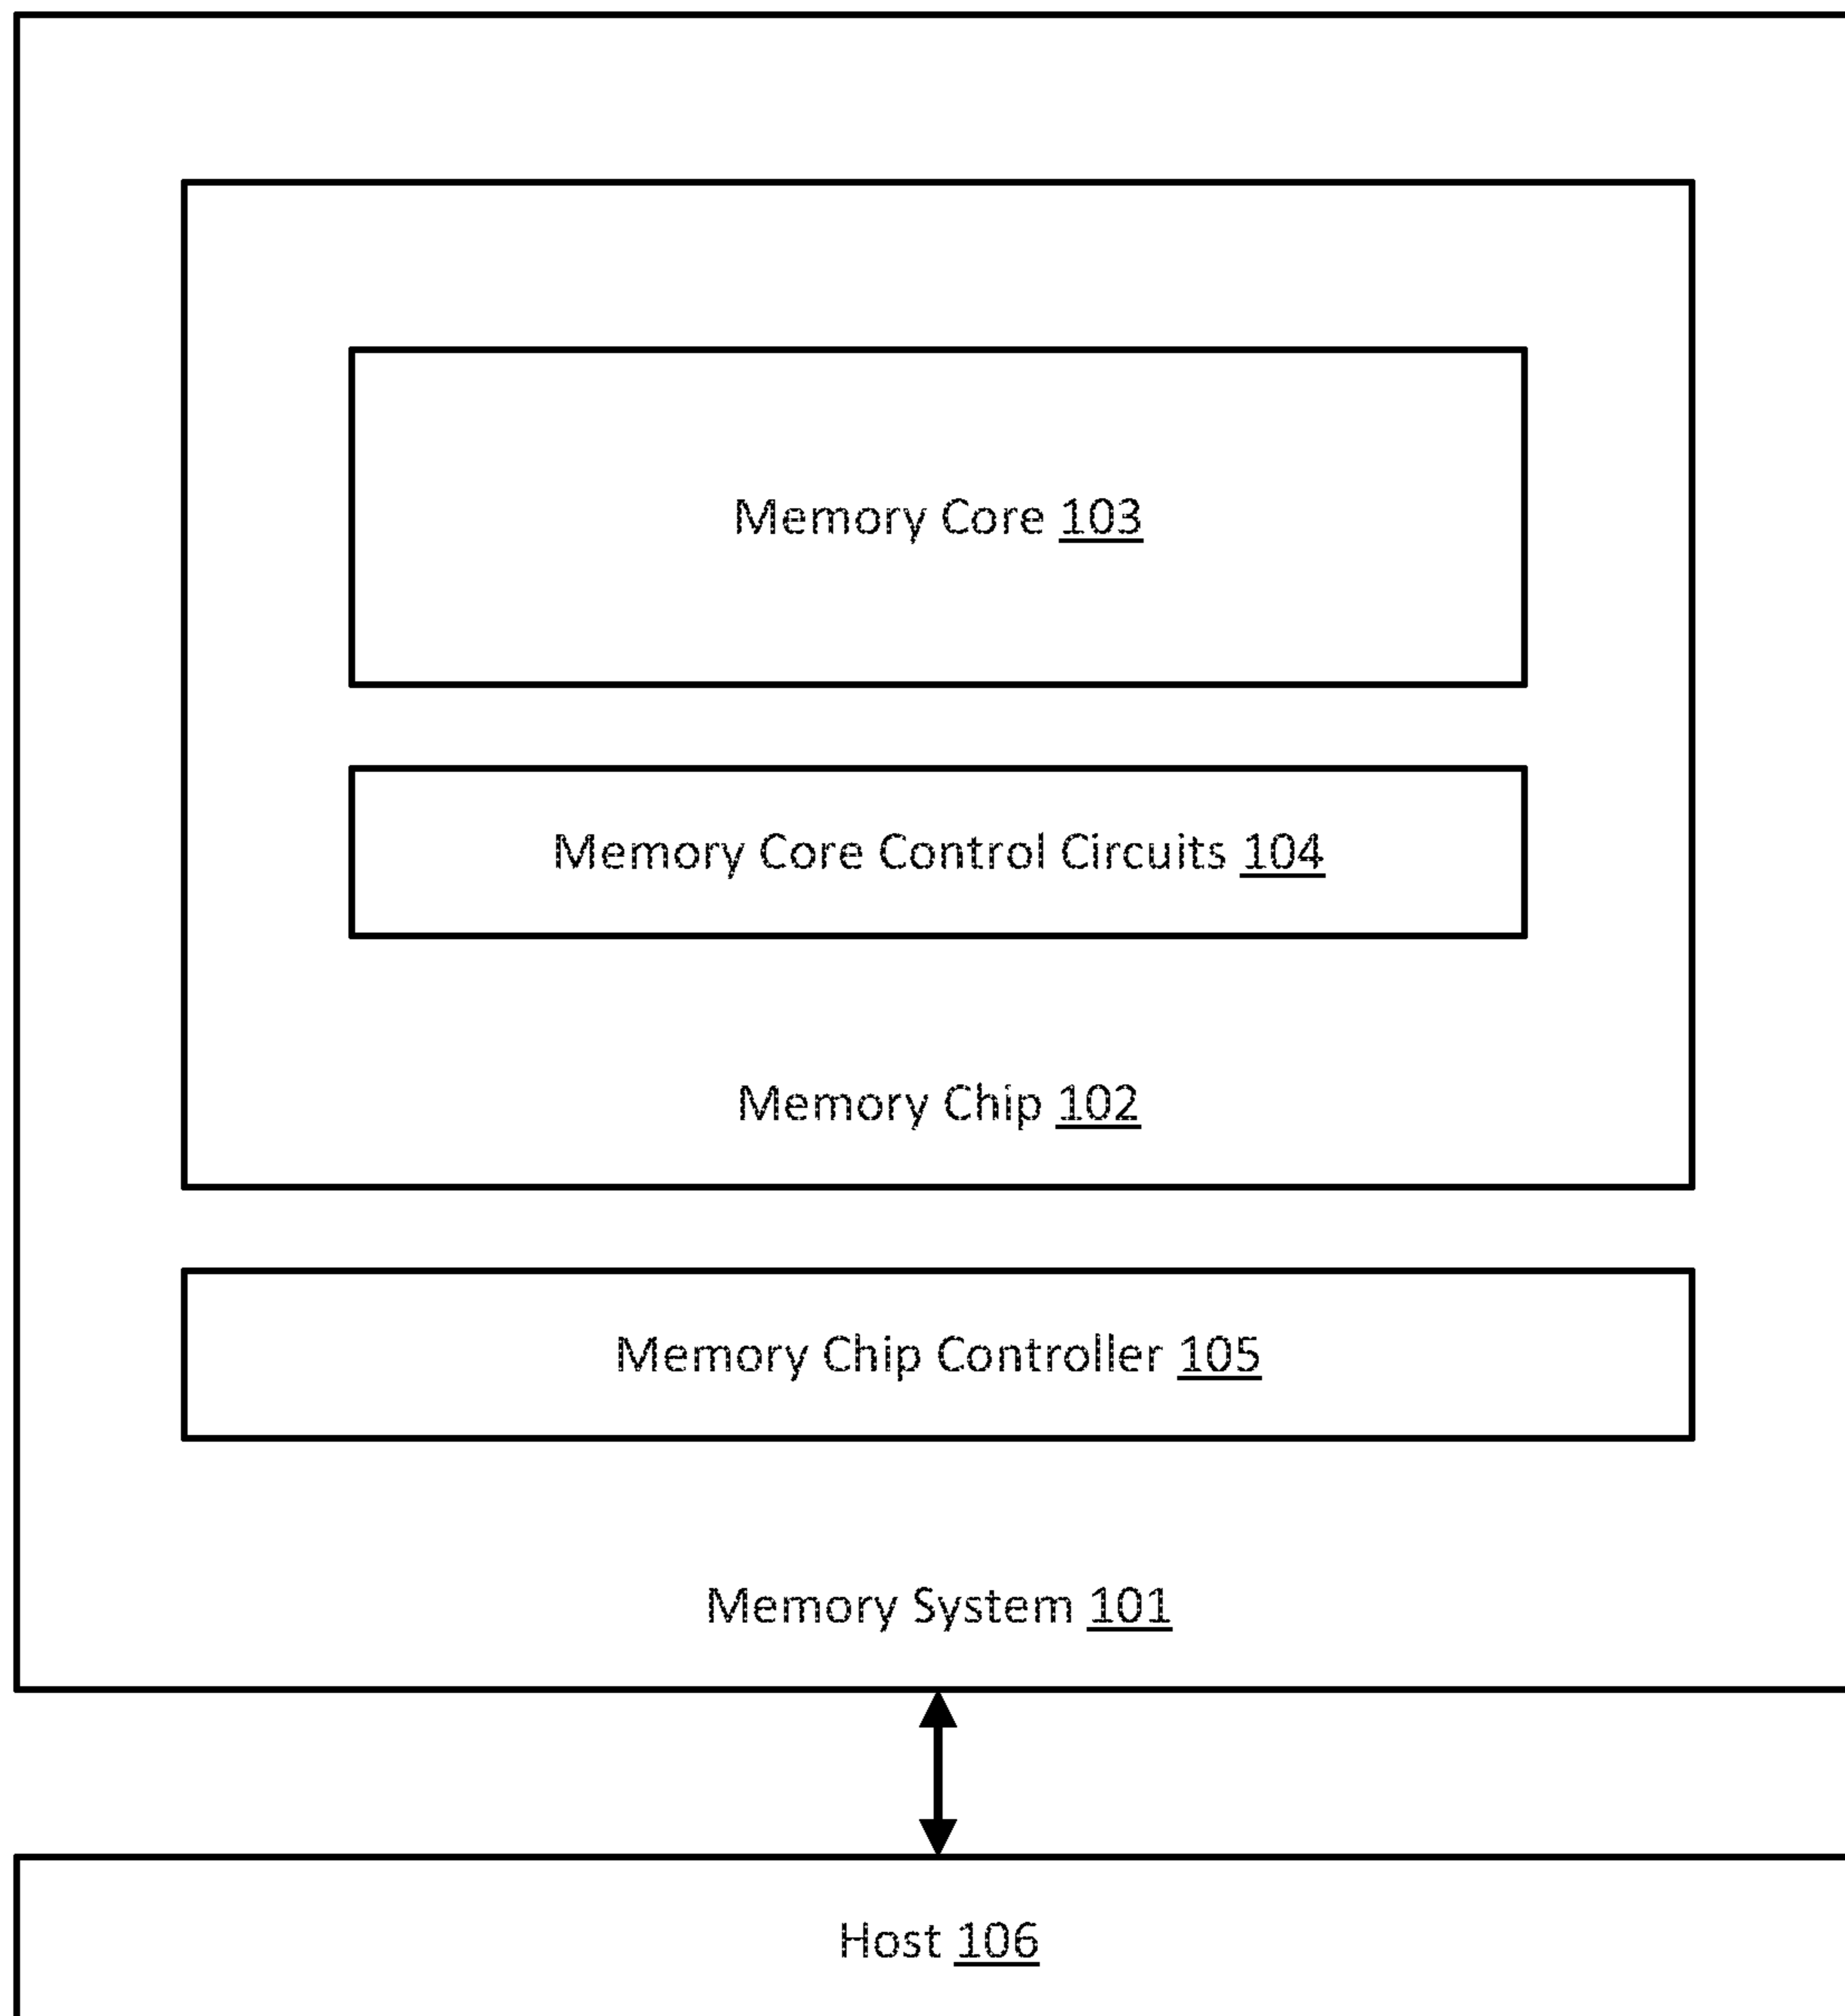 Memory Core 103
Memory Core Control Circuits 104
Memory Chip 102
Memory Chip Controller 105
Memory System 101
Host 106